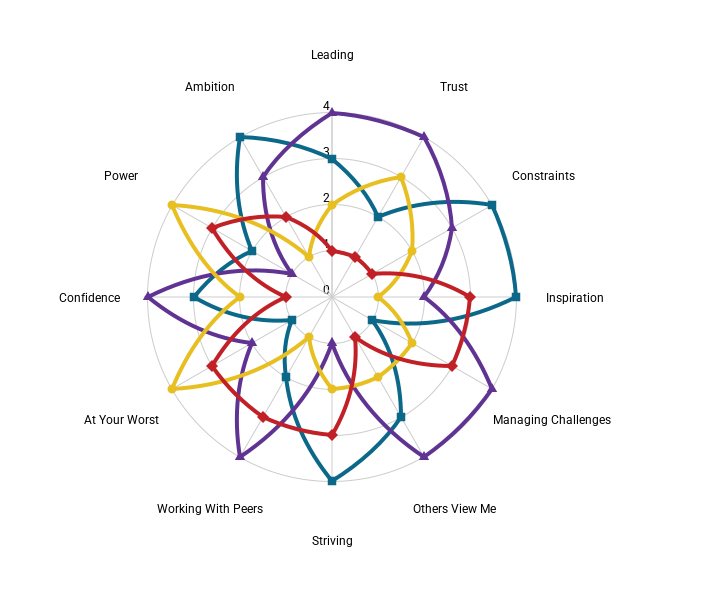 Leading
Ambition
Trust
4
3
Power
Constraints
2
1
0
Confidence
Inspiration
At Your Worst
Managing Challenges
Working With Peers
Others View Me
Striving